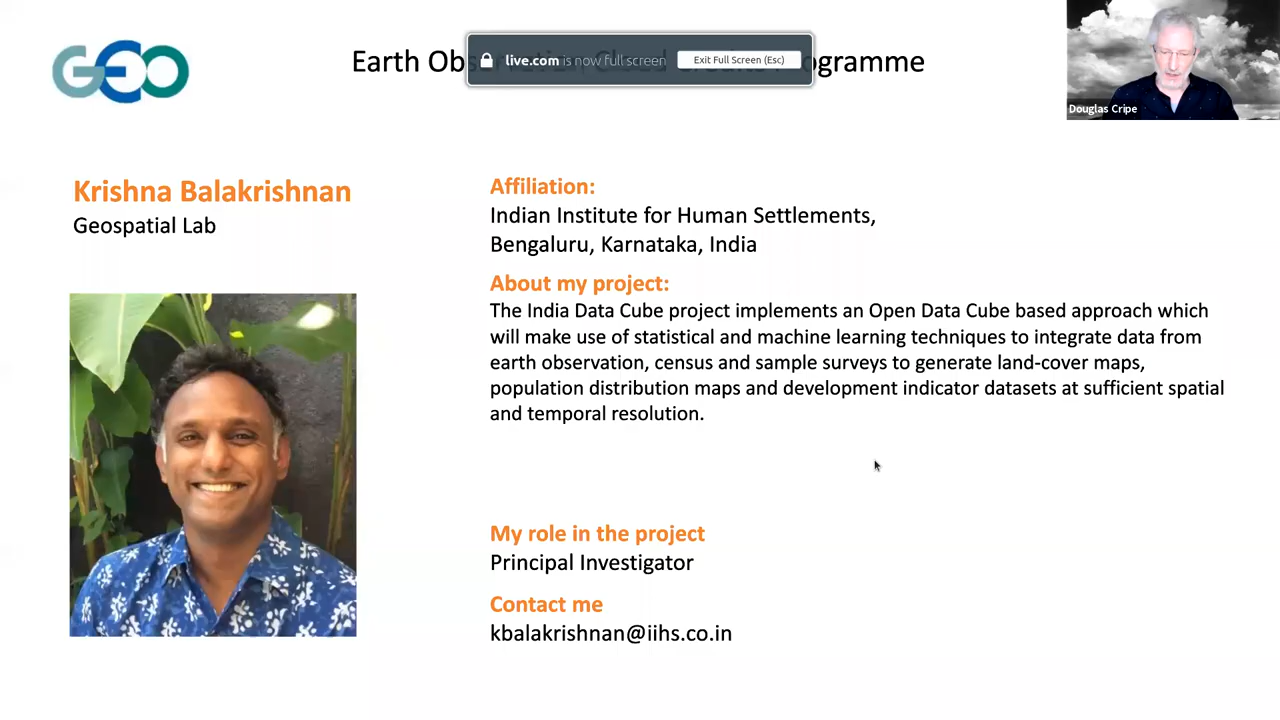 GEO
Earth Ob
ogramme
live.com is now full screen
Exit Full Screen (Esc)
Douglas Cripe
Krishna Balakrishnan
Geospatial Lab
Affiliation:
Indian Institute for Human Settlements,
Bengaluru, Karnataka, India
About my project:
The India Data Cube project implements an Open Data Cube based approach which
will make use of statistical and machine learning techniques to integrate data from
earth observation, census and sample surveys to generate land-cover maps,
population distribution maps and development indicator datasets at sufficient spatial
and temporal resolution.
My role in the project
Principal Investigator
Contact me
kbalakrishnan@iihs.co.in